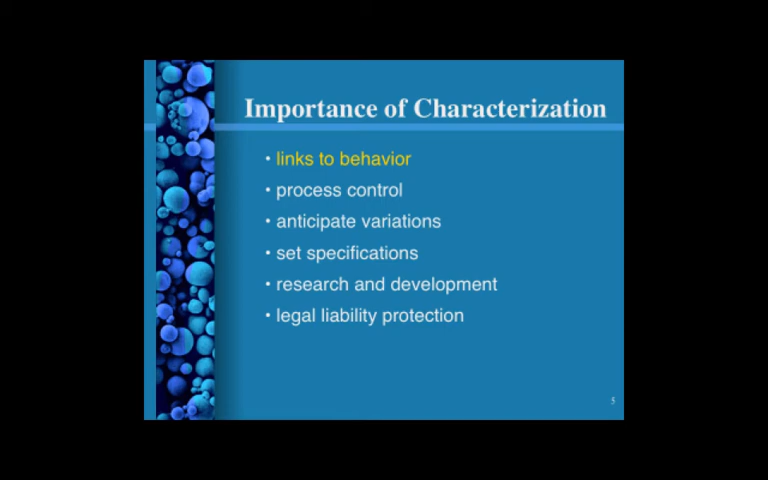 Importance of Characterization
• links to behavior
• process control
• anticipate variations
• set specifications
• research and development
• legal liability protection
5